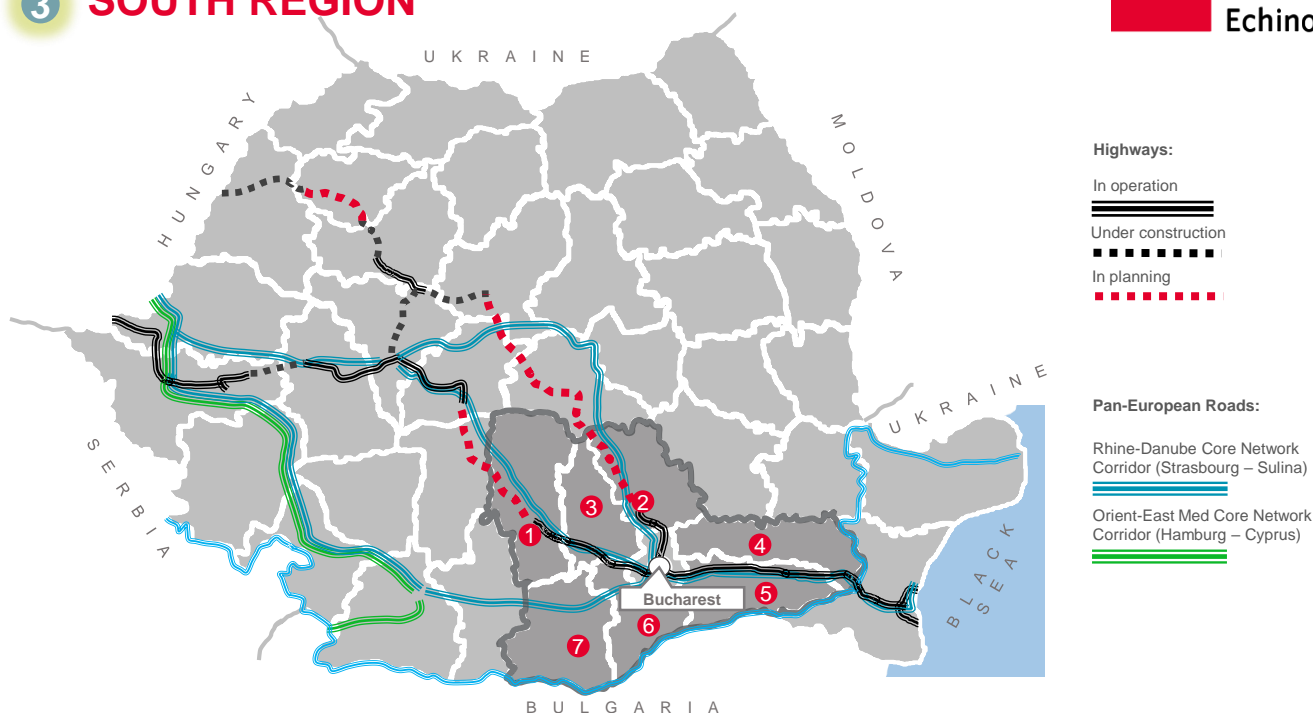 3 SOUTH REGION
Echino
UKRAINE
HUNGARY
MOLDOVA
Highways:
In operation
Under construction
In planning
UKRAINE
Pan-European Roads:
Rhine-Danube Core Network
Corridor (Strasbourg – Sulina)
Orient-East Med Core Network
Corridor (Hamburg – Cyprus)
SERBIA
3
2
1
4
5
Bucharest
6
7
BLACK
SEA
BULGARIA